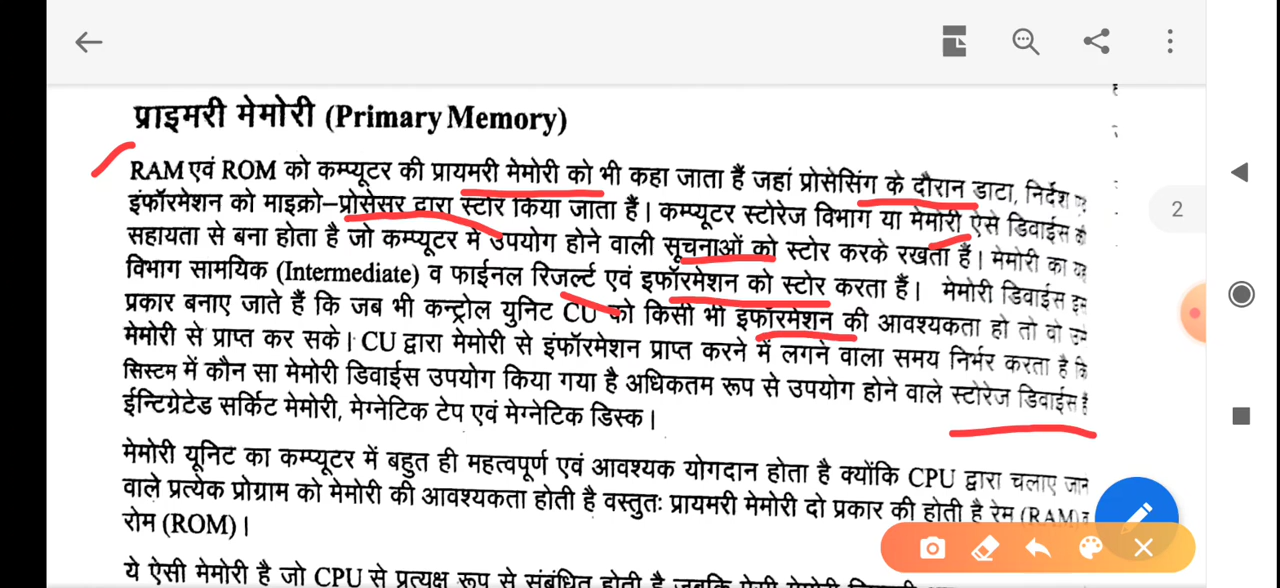 प्राइमरी मेमोरी (Primary Memory)
RAM एवं ROM को कम्प्यूटर की प्रायमरी मेमोरी को भी कहा जाता हैं जहां प्रोसेसिंग के दौरान डाटा, निर्देश
इंफॉरमेशन को माइक्रो–प्रोसेसर द्वारा स्टोर किया जाता हैं। कम्प्यूटर स्टोरेज विभाग या मेमोरी ऐसे डिवाईस की
सहायता से बना होता है जो कम्प्यूटर में उपयोग होने वाली सूचनाओं को स्टोर करके रखता हैं। मेमोरी का यह
विभाग सामयिक (Intermediate) व फाईनल रिजर्ल्ट एवं इफॉरमेशन को स्टोर करता हैं। मेमोरी डिवाईस इस
प्रकार बनाए जाते हैं कि जब भी कन्ट्रोल युनिट CU को किसी भी इफॉरमेशन की आवश्यकता हो तो वो उसे
मेमोरी से प्राप्त कर सके। CU द्वारा मेमोरी से इंफॉरमेशन प्राप्त करने में लगने वाला समय निर्भर करता है कि
सिस्टम में कौन सा मेमोरी डिवाईस उपयोग किया गया है अधिकतम रूप से उपयोग होने वाले स्टोरेज डिवाईस है
ईन्टिग्रेटेड सर्किट मेमोरी, मेग्नेटिक टेप एवं मेग्नेटिक डिस्क।
मेमोरी यूनिट का कम्प्यूटर में बहुत ही महत्वपूर्ण एवं आवश्यक योगदान होता है क्योंकि CPU द्वारा चलाए जाने
वाले प्रत्येक प्रोग्राम को मेमोरी की आवश्यकता होती है वस्तुतः प्रायमरी मेमोरी दो प्रकार की होती है रेम (RAM) व
रोम (ROM)।
ये ऐसी मेमोरी है जो CPU से प्रत्यक्ष रूप से संबंधित होती है
2